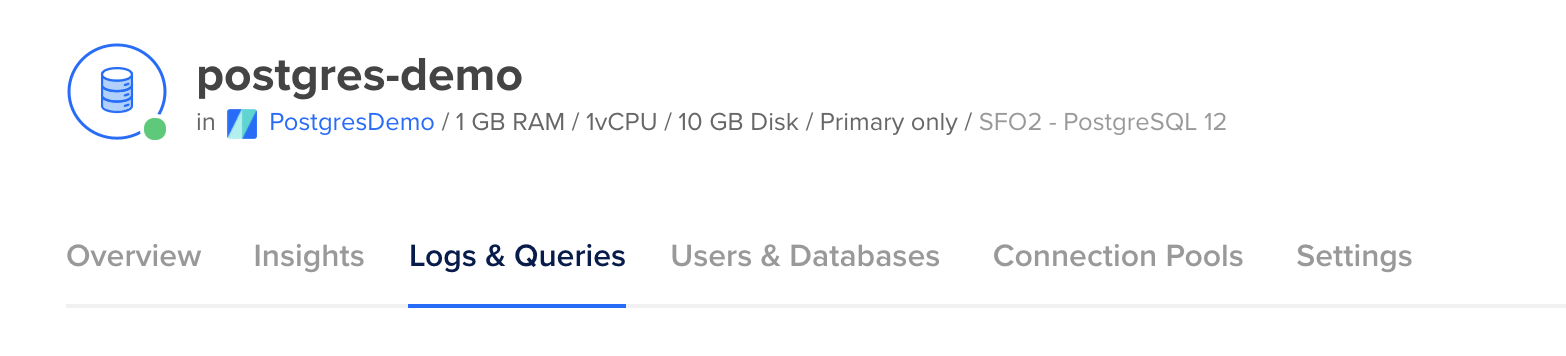 postgres-demo
in PostgresDemo / 1 GB RAM / 1vCPU / 10 GB Disk / Primary only / SFO2 - PostgreSQL 12
Overview Insights Logs & Queries Users & Databases Connection Pools Settings